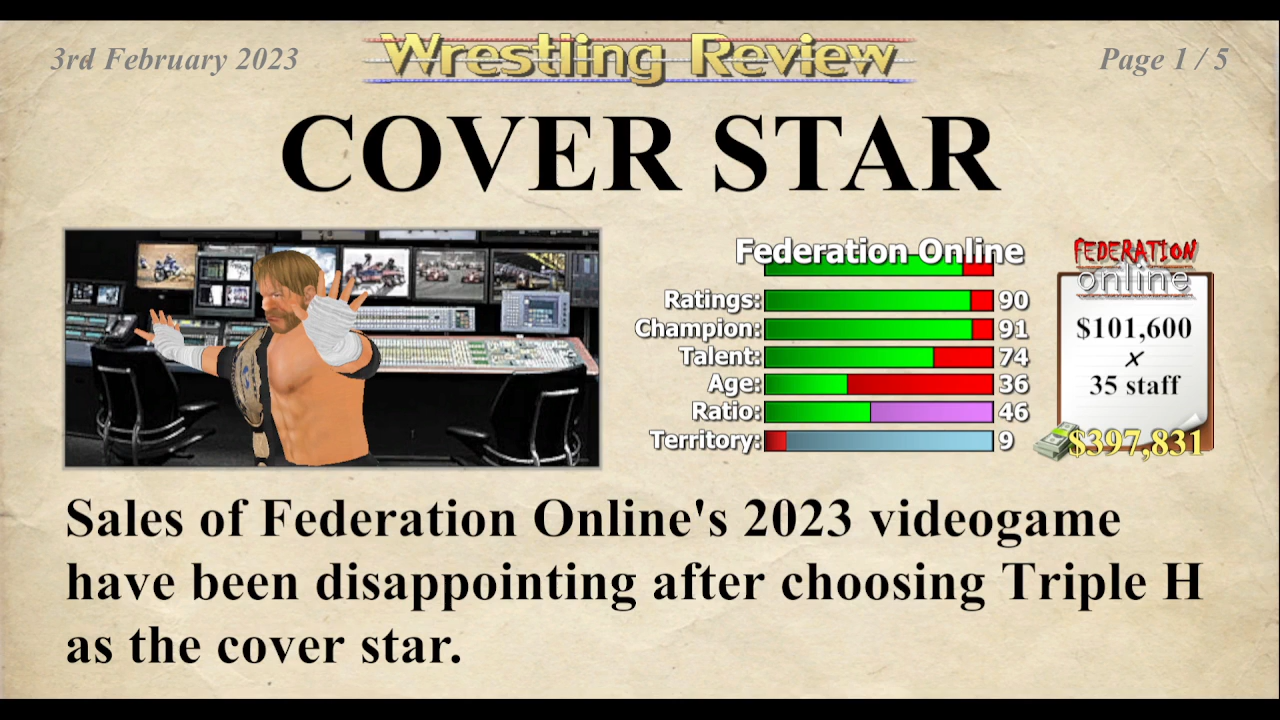 3rd February 2023
Wrestling Review
Page 1 / 5
COVER STAR
Federation Online
Ratings: 90
Champion: 91
Talent: 74
Age: 36
Ratio: 46
Territory: 9
FEDERATION
online
$101,600
x
35 staff
$397,831
Sales of Federation Online's 2023 videogame
have been disappointing after choosing Triple H
as the cover star.